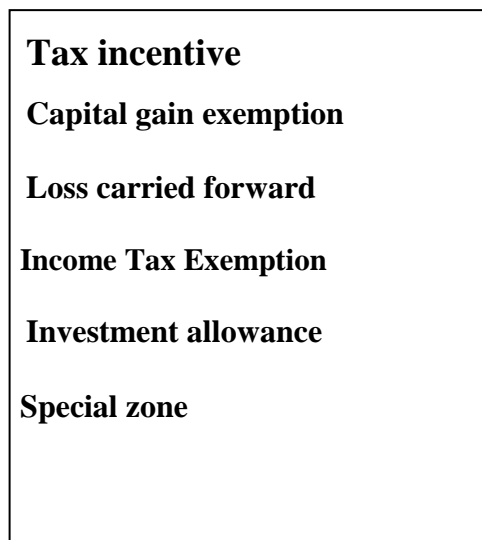 Tax incentive
Capital gain exemption
Loss carried forward
Income Tax Exemption
Investment allowance
Special zone